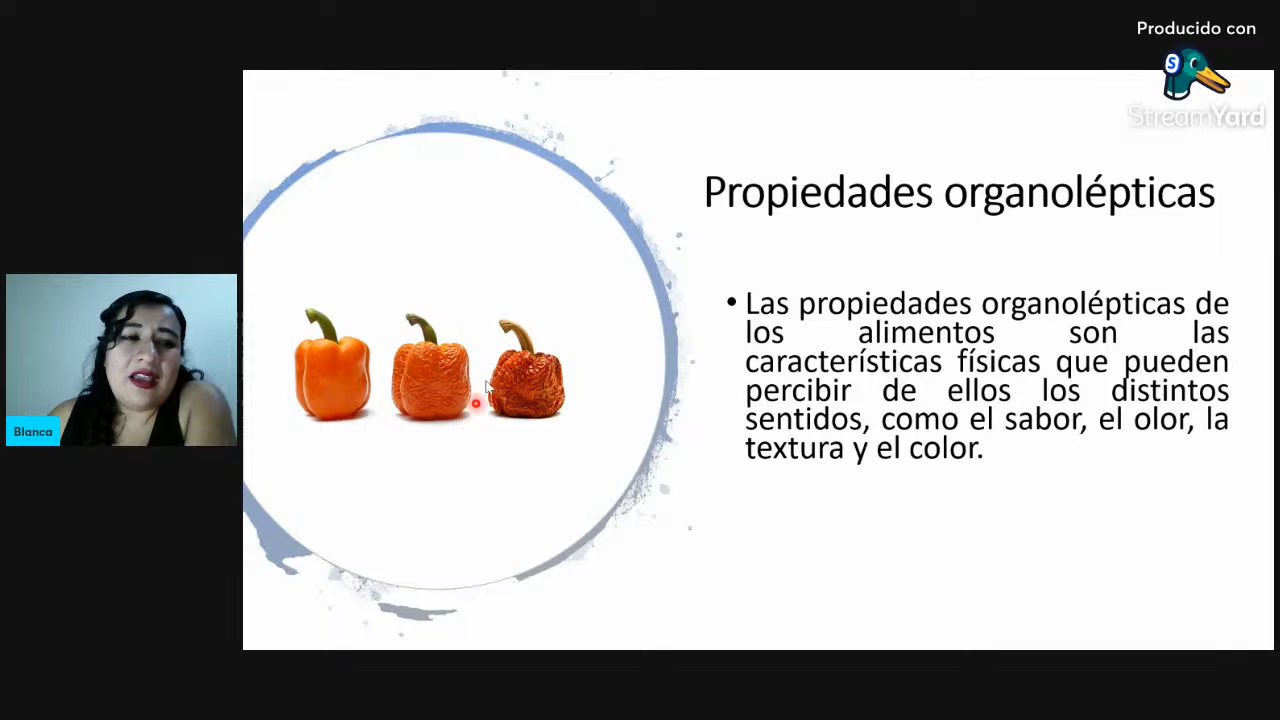 Producido con
StreamYard
Propiedades organolépticas
• Las propiedades organolépticas de
los alimentos son las
características físicas que pueden
percibir de ellos los distintos
sentidos, como el sabor, el olor, la
textura y el color.
Blanca